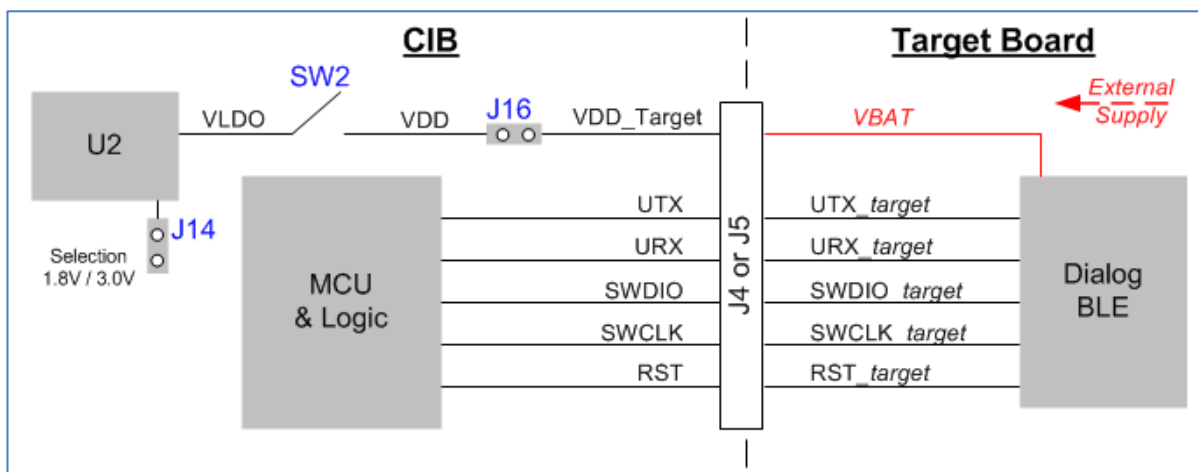 CIB
Target Board
SW2
J16
External
Supply
VLDO
VDD
VDD_Target
VBAT
U2
J14
Selection
1.8V / 3.0V
MCU
& Logic
UTX
URX
SWDIO
SWCLK
RST
J4 or J5
UTX_target
URX_target
SWDIO_target
SWCLK_target
RST_target
Dialog
BLE